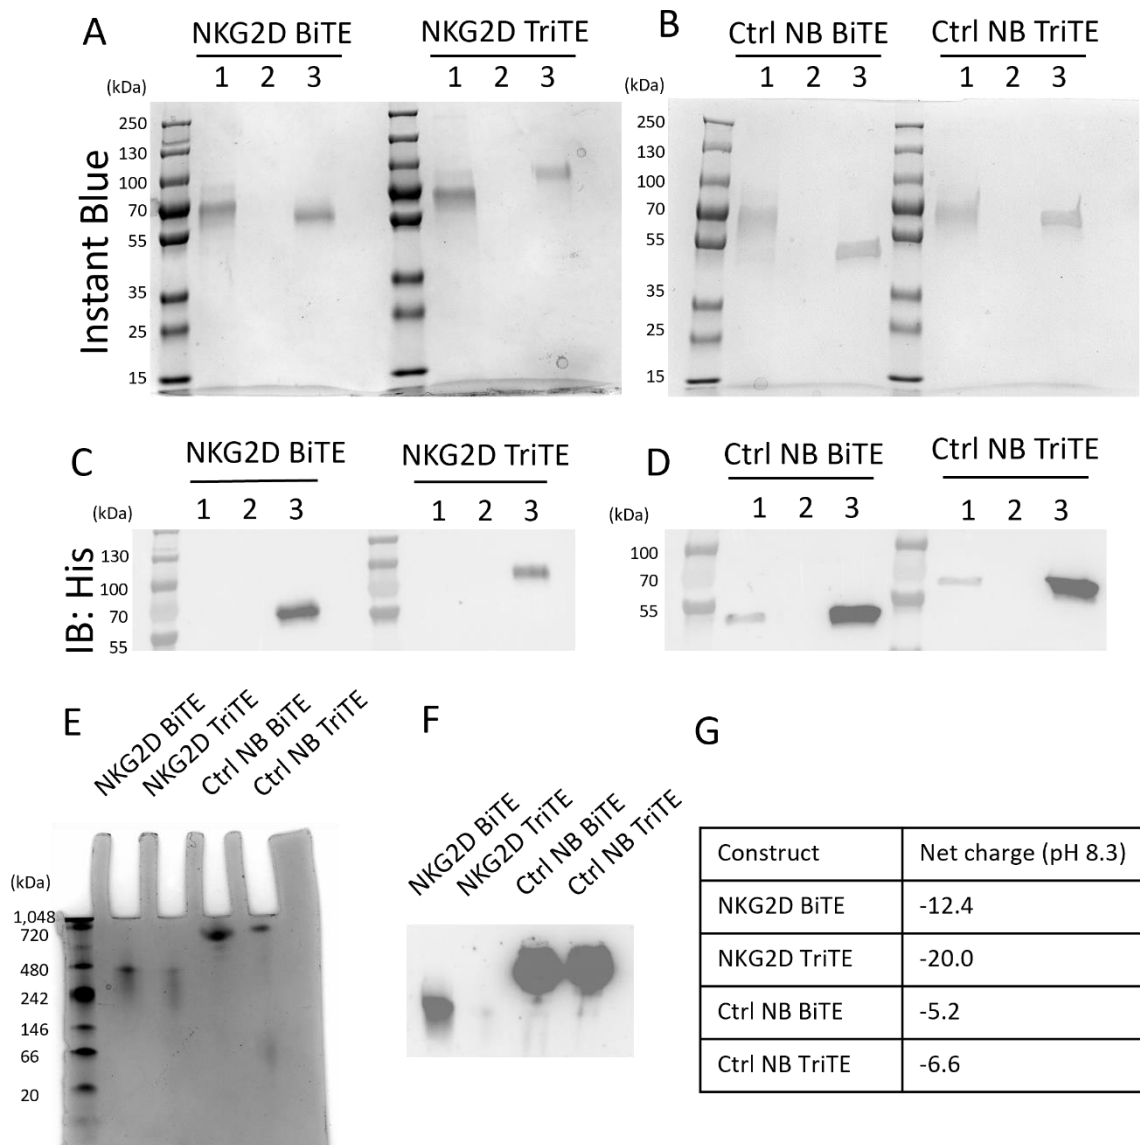 A
NKG2D BiTE
NKG2D TriTE
1 2 3
1 2 3
(kDa)
250
130
100
70
55
35
25
15
Instant Blue
B
Ctrl NB BiTE
Ctrl NB TriTE
1 2 3
1 2 3
250
130
100
70
55
35
25
15
C
NKG2D BiTE
NKG2D TriTE
1 2 3
1 2 3
(kDa)
130
100
70
55
IB: His
D
Ctrl NB BiTE
Ctrl NB TriTE
1 2 3
1 2 3
(kDa)
100
70
55
E
NKG2D BiTE
NKG2D TriTE
Ctrl NB BiTE
Ctrl NB TriTE
(kDa)
1,048
720
480
242
146
66
20
F
NKG2D BiTE
NKG2D TriTE
Ctrl NB BiTE
Ctrl NB TriTE
G
Construct Net charge (pH 8.3)
NKG2D BiTE -12.4
NKG2D TriTE -20.0
Ctrl NB BiTE -5.2
Ctrl NB TriTE -6.6